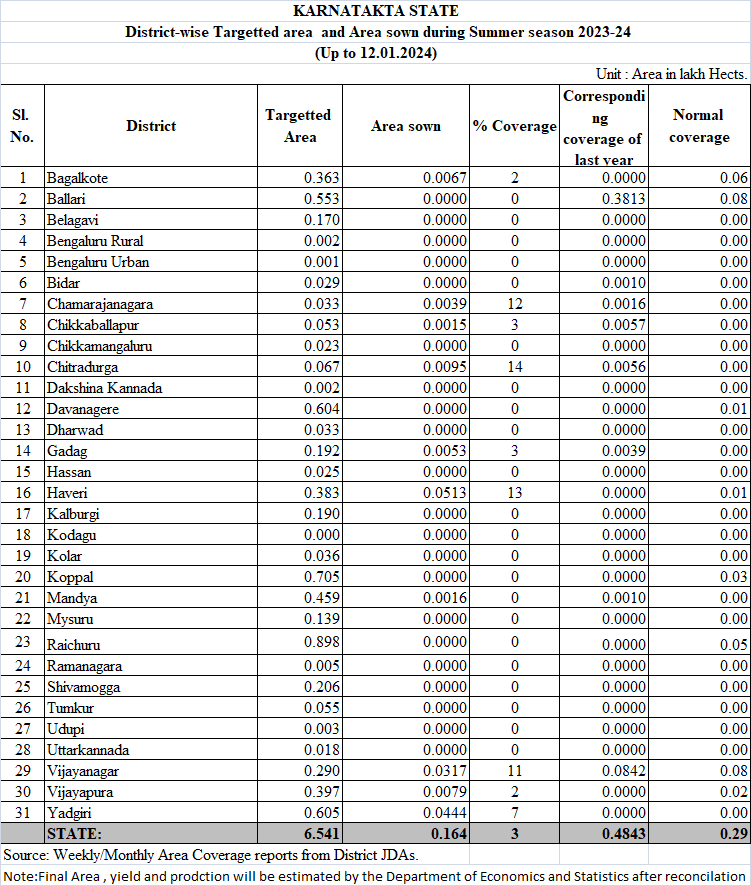 KARNATAKTA STATE
District-wise Targetted area and Area sown during Summer season 2023-24
(Up to 12.01.2024)
Unit : Area in lakh Hects.
Sl. No. District Targetted Area Area sown % Coverage Correspondi ng coverage of last year Normal coverage
1 Bagalkote 0.363 0.0067 2 0.0000 0.06
2 Ballari 0.553 0.0000 0 0.3813 0.08
3 Belagavi 0.170 0.0000 0 0.0000 0.00
4 Bengaluru Rural 0.002 0.0000 0 0.0000 0.00
5 Bengaluru Urban 0.001 0.0000 0 0.0000 0.00
6 Bidar 0.029 0.0000 0 0.0010 0.00
7 Chamarajanagara 0.033 0.0039 12 0.0016 0.00
8 Chikkaballapur 0.053 0.0015 3 0.0057 0.00
9 Chikkamangaluru 0.023 0.0000 0 0.0000 0.00
10 Chitradurga 0.067 0.0095 14 0.0056 0.00
11 Dakshina Kannada 0.002 0.0000 0 0.0000 0.00
12 Davanagere 0.604 0.0000 0 0.0000 0.01
13 Dharwad 0.033 0.0000 0 0.0000 0.00
14 Gadag 0.192 0.0053 3 0.0039 0.00
15 Hassan 0.025 0.0000 0 0.0000 0.00
16 Haveri 0.383 0.0513 13 0.0000 0.01
17 Kalburgi 0.190 0.0000 0 0.0000 0.00
18 Kodagu 0.000 0.0000 0 0.0000 0.00
19 Kolar 0.036 0.0000 0 0.0000 0.00
20 Koppal 0.705 0.0000 0 0.0000 0.03
21 Mandya 0.459 0.0016 0 0.0010 0.00
22 Mysuru 0.139 0.0000 0 0.0000 0.00
23 Raichuru 0.898 0.0000 0 0.0000 0.05
24 Ramanagara 0.005 0.0000 0 0.0000 0.00
25 Shivamogga 0.206 0.0000 0 0.0000 0.00
26 Tumkur 0.055 0.0000 0 0.0000 0.00
27 Udupi 0.003 0.0000 0 0.0000 0.00
28 Uttarkannada 0.018 0.0000 0 0.0000 0.00
29 Vijayanagar 0.290 0.0317 11 0.0842 0.08
30 Vijayapura 0.397 0.0079 2 0.0000 0.02
31 Yadgiri 0.605 0.0444 7 0.0000 0.00
STATE: 6.541 0.164 3 0.4843 0.29
Source: Weekly/Monthly Area Coverage reports from District JDAs.
Note:Final Area , yield and prodction will be estimated by the Department of Economics and Statistics after reconcilation